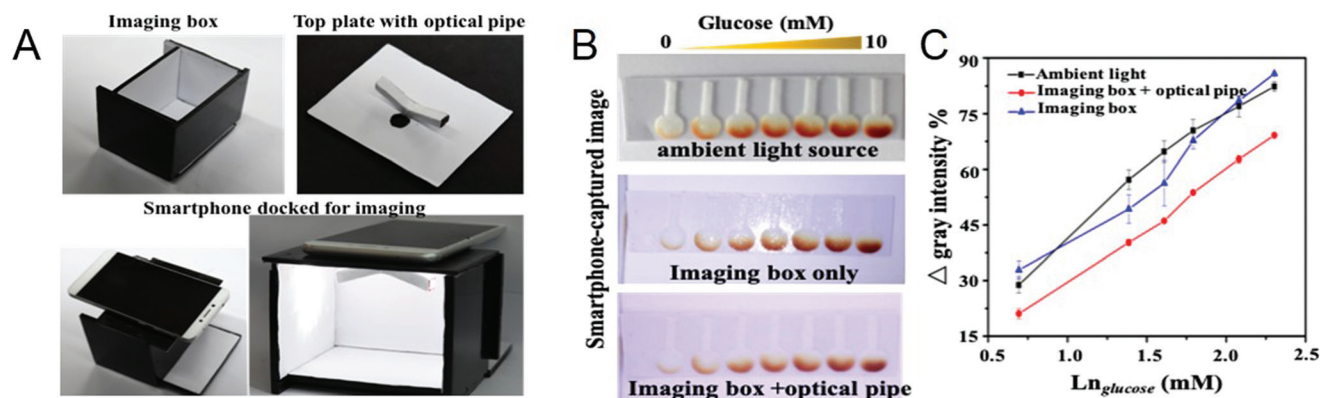 A
Imaging box
Top plate with optical pipe
Smartphone docked for imaging
B
Glucose (mM)
0
10
Smartphone-captured image
ambient light source
Imaging box only
Imaging box +optical pipe
C
90
75
60
45
30
15
△ gray intensity %
Ambient light
Imaging box + optical pipe
Imaging box
0.5
1.0
1.5
2.0
2.5
Lnglucose (mM)